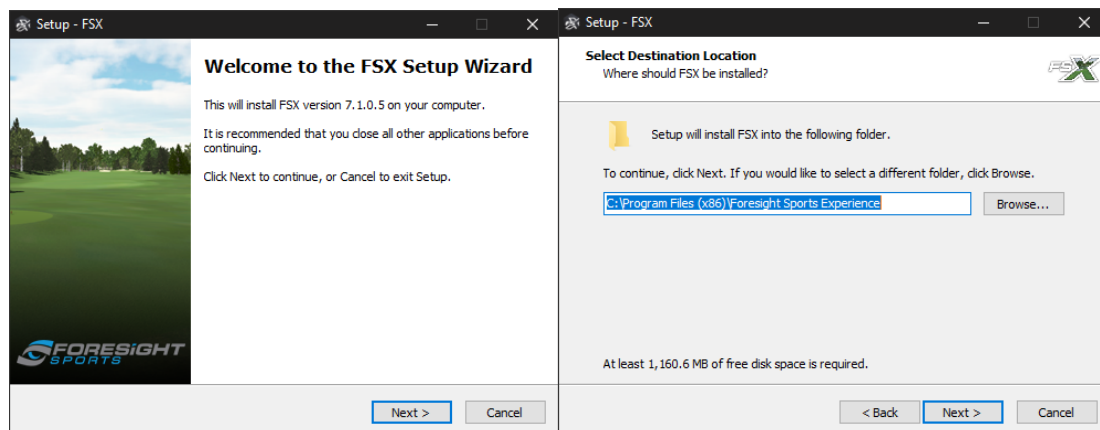 Setup - FSX
Welcome to the FSX Setup Wizard
This will install FSX version 7.1.0.5 on your computer.
It is recommended that you close all other applications before
continuing.
Click Next to continue, or Cancel to exit Setup.
FORESiGHT
SPORTS
Next >
Cancel
Setup - FSX
Select Destination Location
Where should FSX be installed?
FSX
Setup will install FSX into the following folder.
To continue, click Next. If you would like to select a different folder, click Browse.
C:\Program Files (x86)\Foresight Sports Experience
Browse...
At least 1,160.6 MB of free disk space is required.
< Back
Next >
Cancel